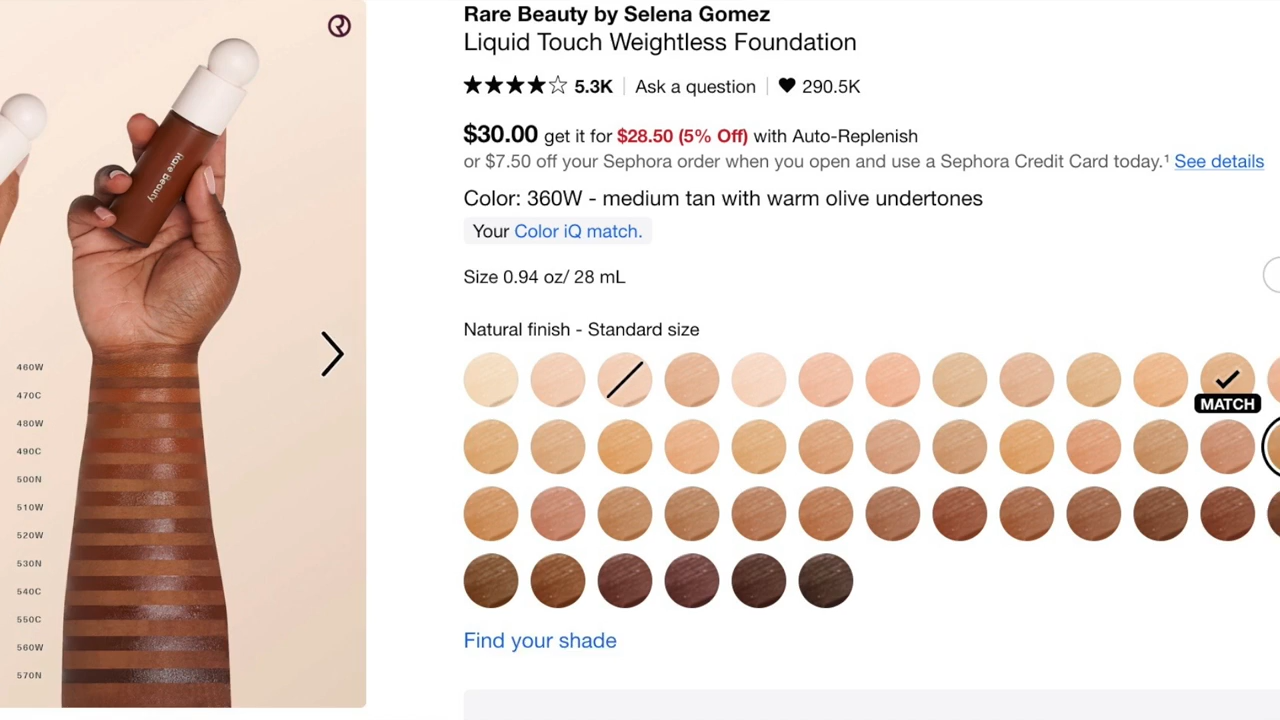 Rare Beauty by Selena Gomez
Liquid Touch Weightless Foundation
5.3K Ask a question 290.5K
$30.00 get it for $28.50 (5% Off) with Auto-Replenish
or $7.50 off your Sephora order when you open and use a Sephora Credit Card today.¹ See details
Color: 360W - medium tan with warm olive undertones
Your Color iQ match.
Size 0.94 oz/ 28 mL
Natural finish - Standard size
MATCH
Find your shade
Rare Beauty
460W
470C
480W
490C
500N
510W
520W
530N
540C
550C
560W
570N